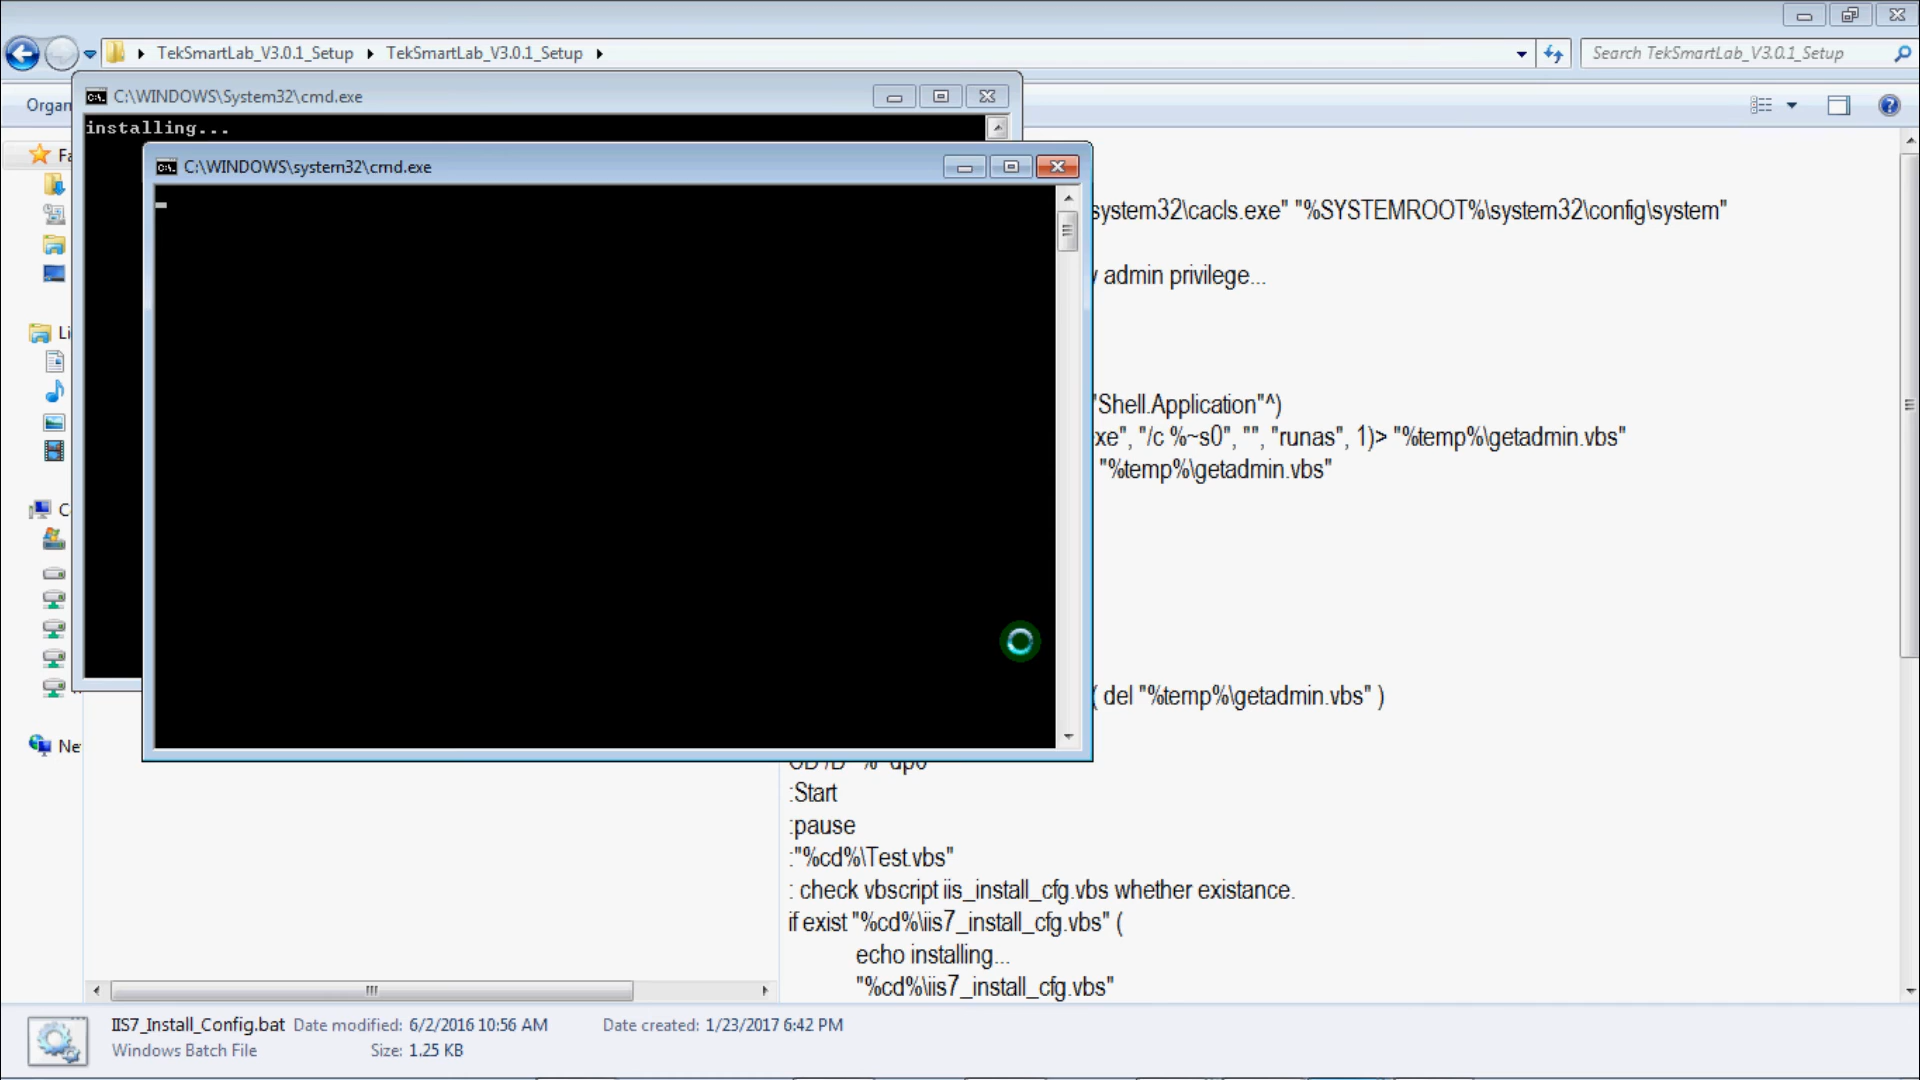 TekSmartLab_V3.0.1_Setup
TekSmartLab_V3.0.1_Setup
Search TekSmartLab_V3.0.1_Setup
Organ
C:\WINDOWS\System32\cmd.exe
installing...
C:\WINDOWS\system32\cmd.exe
Fa
Li
C
Ne
system32\cacls.exe" "%SYSTEMROOT%\system32\config\system"
admin privilege...
"Shell.Application"^)
xe", "/c %~s0", "", "runas", 1)> "%temp%\getadmin.vbs"
"%temp%\getadmin.vbs"
( del "%temp%\getadmin.vbs" )
:Start
:pause
:"%cd%\Test.vbs"
: check vbscript iis_install_cfg.vbs whether existance.
if exist "%cd%\iis7_install_cfg.vbs" (
echo installing...
"%cd%\iis7_install_cfg.vbs"
IIS7_Install_Config.bat Date modified: 6/2/2016 10:56 AM Date created: 1/23/2017 6:42 PM
Windows Batch File Size: 1.25 KB